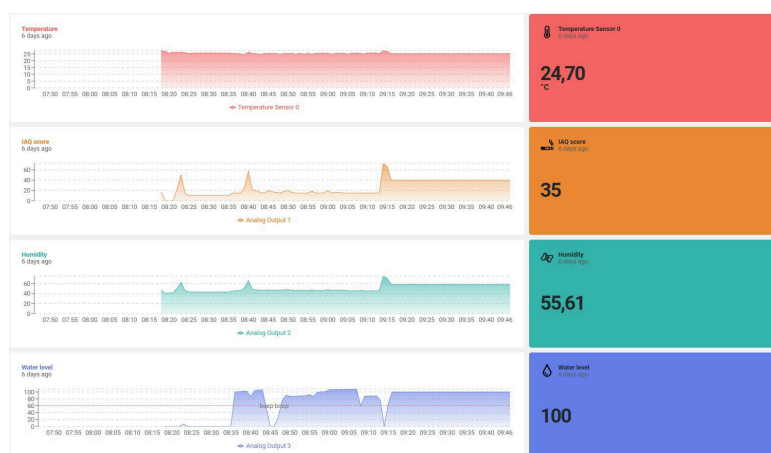 Temperature
6 days ago
25
20
15
10
5
0
07:50 07:55 08:00 08:05 08:10 08:15 08:20 08:25 08:30 08:35 08:40 08:45 08:50 08:55 09:00 09:05 09:10 09:15 09:20 09:25 09:30 09:35 09:40 09:46
Temperature Sensor 0
Temperature Sensor 0
6 days ago
24,70
°C
IAQ score
6 days ago
60
40
20
0
07:50 07:55 08:00 08:05 08:10 08:15 08:20 08:25 08:30 08:35 08:40 08:45 08:50 08:55 09:00 09:05 09:10 09:15 09:20 09:25 09:30 09:35 09:40 09:46
Analog Output 1
IAQ score
6 days ago
35
Humidity
6 days ago
60
40
20
0
07:50 07:55 08:00 08:05 08:10 08:15 08:20 08:25 08:30 08:35 08:40 08:45 08:50 08:55 09:00 09:05 09:10 09:15 09:20 09:25 09:30 09:35 09:40 09:46
Analog Output 2
Humidity
6 days ago
55,61
Water level
6 days ago
100
80
60
40
20
0
beep boop
07:50 07:55 08:00 08:05 08:10 08:15 08:20 08:25 08:30 08:35 08:40 08:45 08:50 08:55 09:00 09:05 09:10 09:15 09:20 09:25 09:30 09:35 09:40 09:46
Analog Output 3
Water level
6 days ago
100